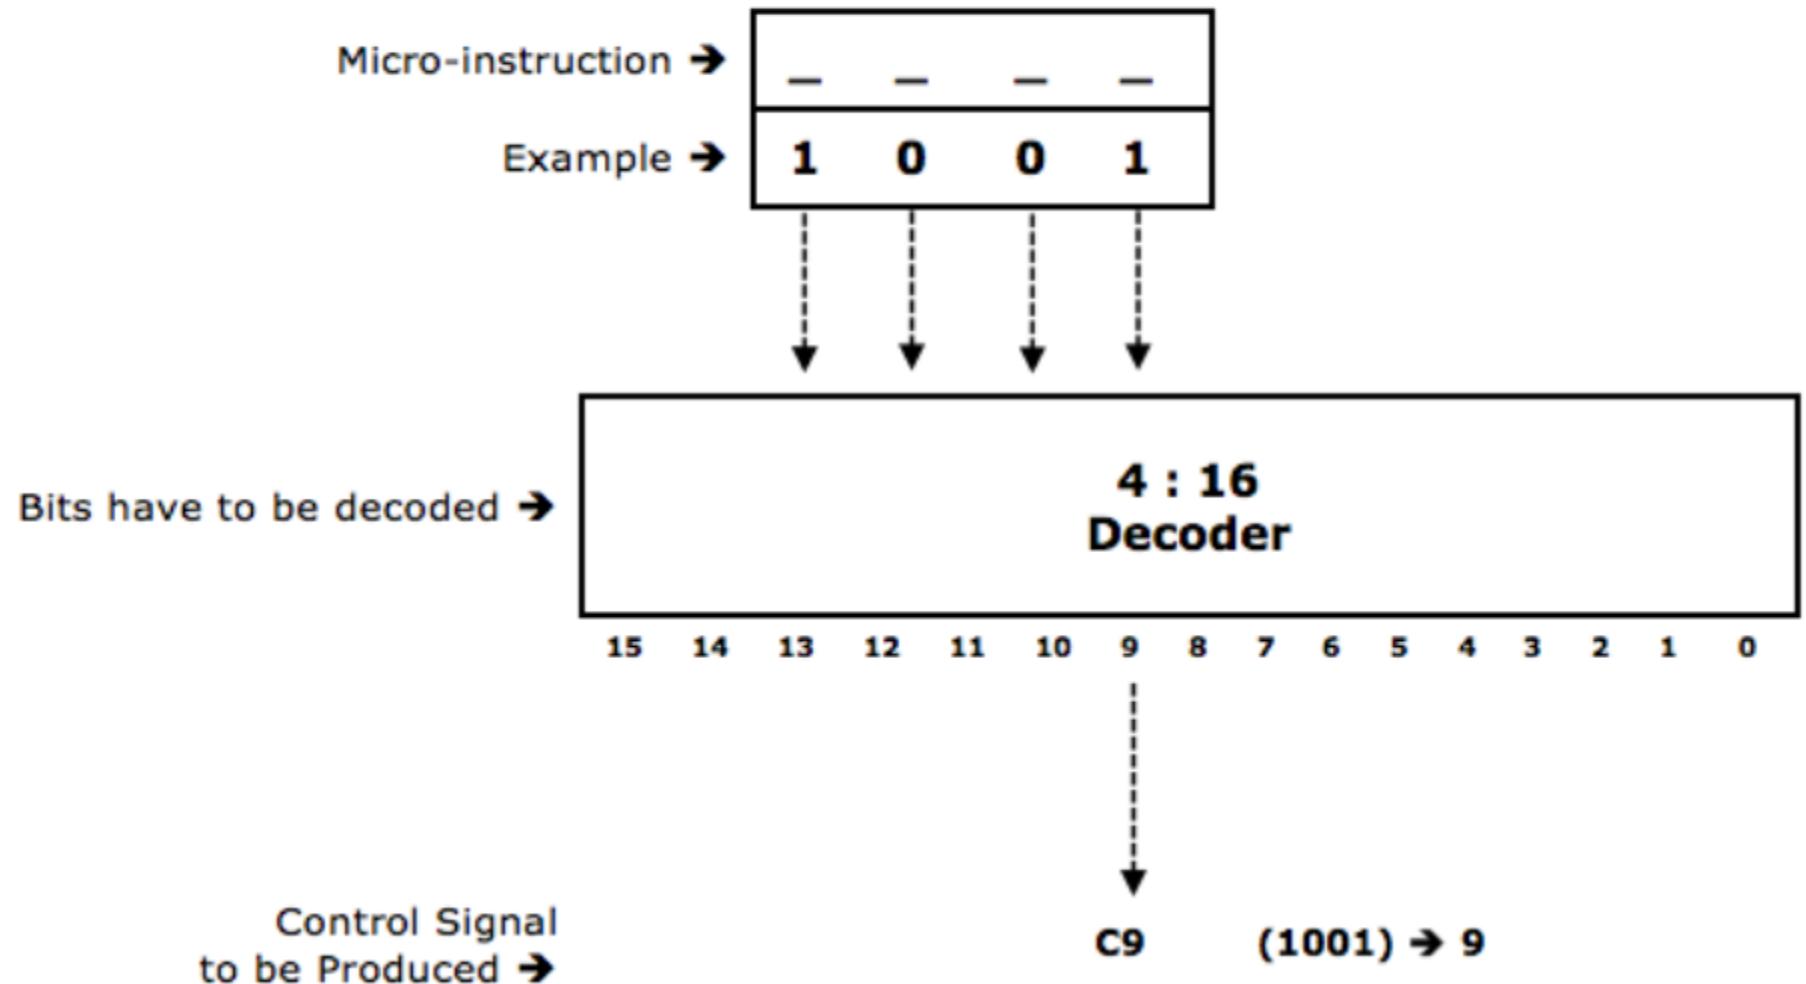 Micro-instruction ➔ _ _ _ _
Example ➔ 1 0 0 1
Bits have to be decoded ➔
4 : 16
Decoder
15 14 13 12 11 10 9 8 7 6 5 4 3 2 1 0
Control Signal
to be Produced ➔
C9 (1001) ➔ 9